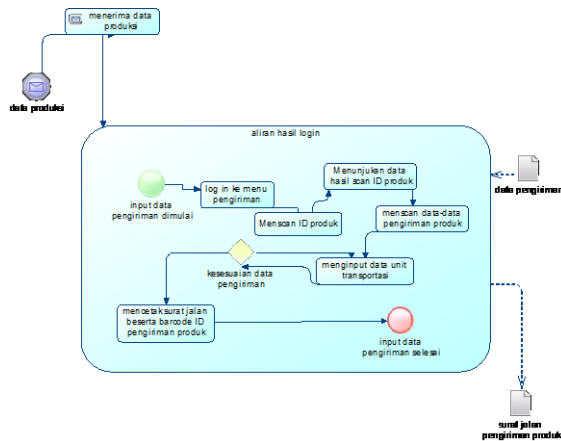 menerima data
produksi
data produksi
aliran hasil login
input data
pengiriman dimulai
log in ke menu
pengiriman
Menscan ID produk
Menunjukan data
hasil scan ID produk
menscan data-data
pengiriman produk
menginput data unit
transportasi
kesesuaian data
pengiriman
mencetaksurat jalan
beserta barcode ID
pengiriman produk
input data
pengiriman selesai
data pengiriman
surat jalan
pengiriman produk